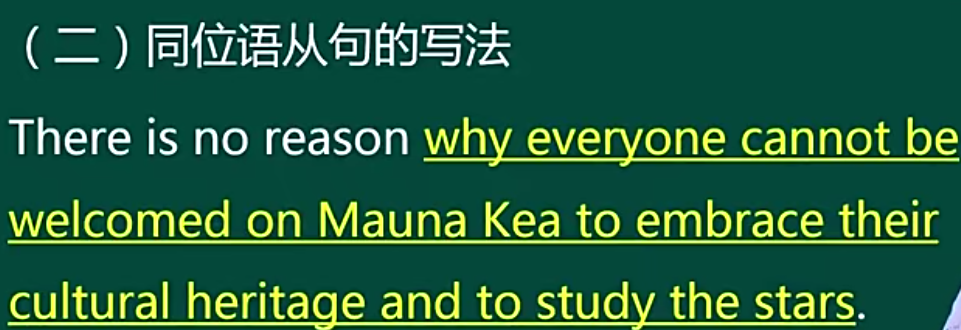 （二）同位语从句的写法
There is no reason why everyone cannot be
welcomed on Mauna Kea to embrace their
cultural heritage and to study the stars.